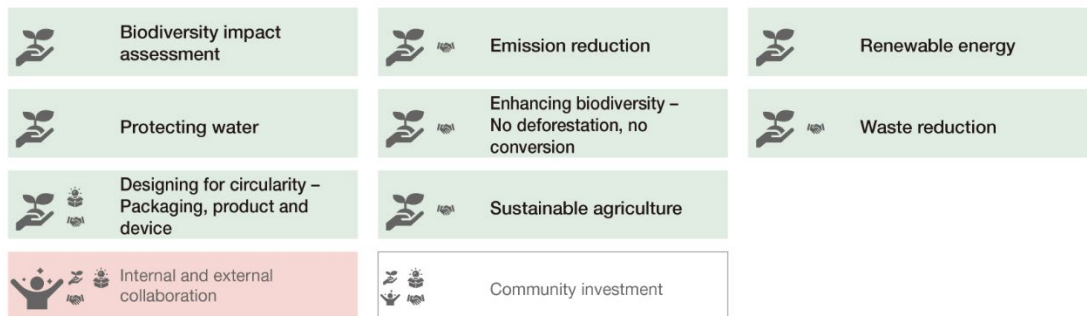 Biodiversity impact
assessment
Emission reduction
Renewable energy
Protecting water
Enhancing biodiversity –
No deforestation, no
conversion
Waste reduction
Designing for circularity –
Packaging, product and
device
Sustainable agriculture
Internal and external
collaboration
Community investment